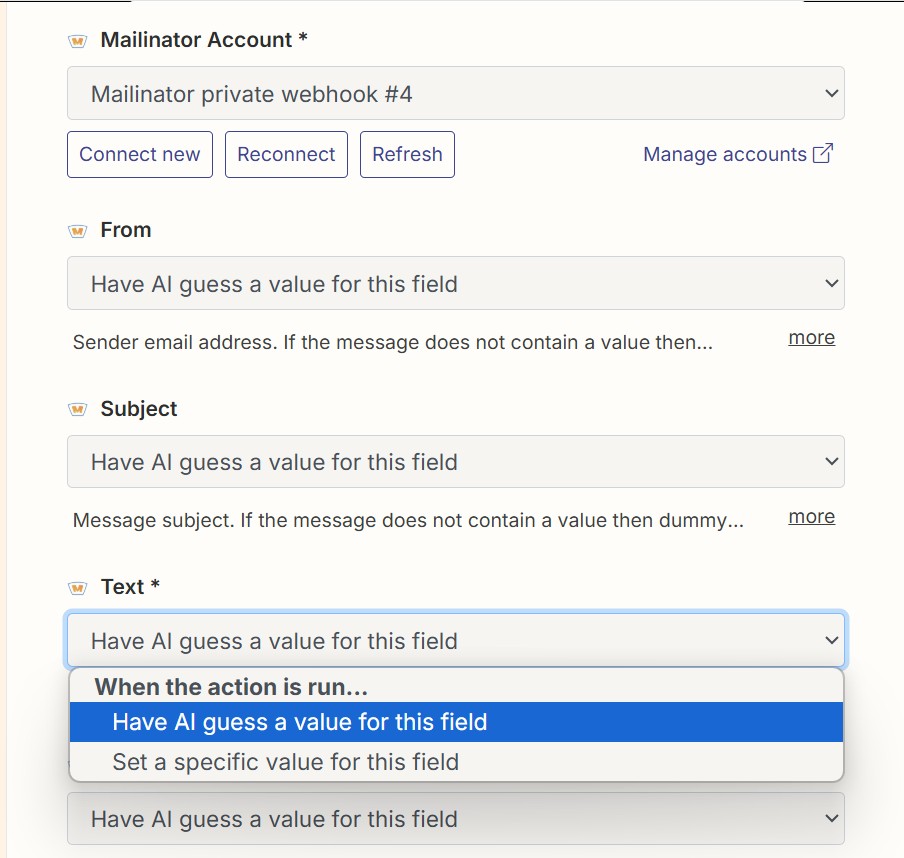 Mailinator Account *
Mailinator private webhook #4
Connect new Reconnect Refresh Manage accounts
From
Have AI guess a value for this field
Sender email address. If the message does not contain a value then...
more
Subject
Have AI guess a value for this field
Message subject. If the message does not contain a value then dummy...
more
Text *
Have AI guess a value for this field
When the action is run...
Have AI guess a value for this field
Set a specific value for this field
Have AI guess a value for this field